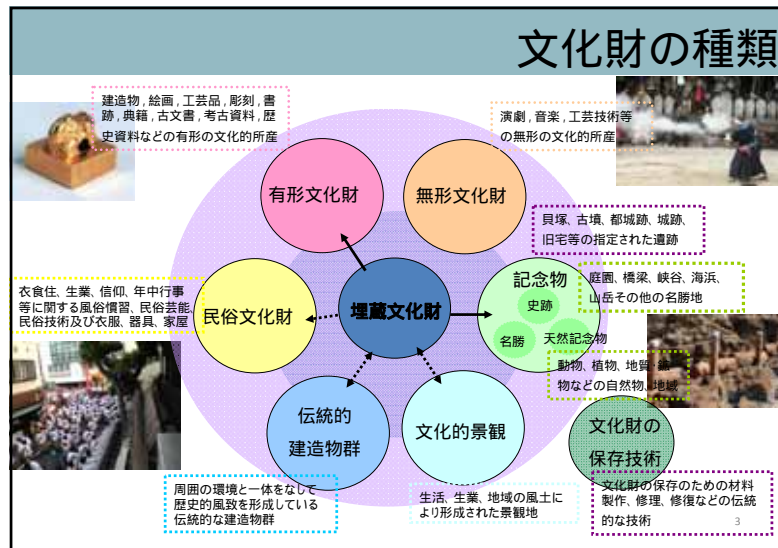 文化財の種類
建造物，絵画，工芸品，彫刻，書
跡，典籍，古文書，考古資料，歴
史資料などの有形の文化的所産
演劇，音楽，工芸技術等
の無形の文化的所産
有形文化財
無形文化財
貝塚、古墳、都城跡、城跡、
旧宅等の指定された遺跡
記念物
史跡
名勝
天然記念物
庭園、橋梁、峡谷、海浜、
山岳その他の名勝地
衣食住、生業、信仰、年中行事
等に関する風俗慣習、民俗芸能、
民俗技術及び衣服、器具、家屋
民俗文化財
埋蔵文化財
動物、植物、地質・鉱
物などの自然物、地域
伝統的
建造物群
文化的景観
文化財の
保存技術
周囲の環境と一体をなして
歴史的風致を形成している
伝統的な建造物群
生活、生業、地域の風土に
より形成された景観地
文化財の保存のための材料
製作、修理、修復などの伝統
的な技術
3